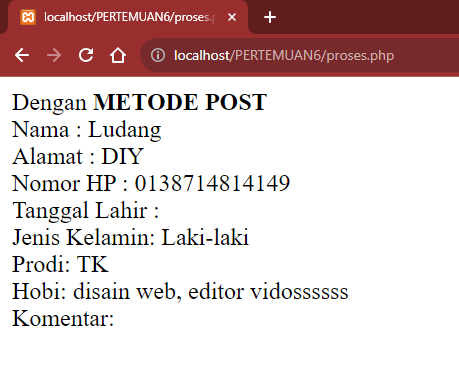 localhost/PERTEMUAN6/proses.p
localhost/PERTEMUAN6/proses.php
Dengan METODE POST
Nama : Ludang
Alamat : DIY
Nomor HP : 0138714814149
Tanggal Lahir :
Jenis Kelamin: Laki-laki
Prodi: TK
Hobi: disain web, editor vidossssss
Komentar: